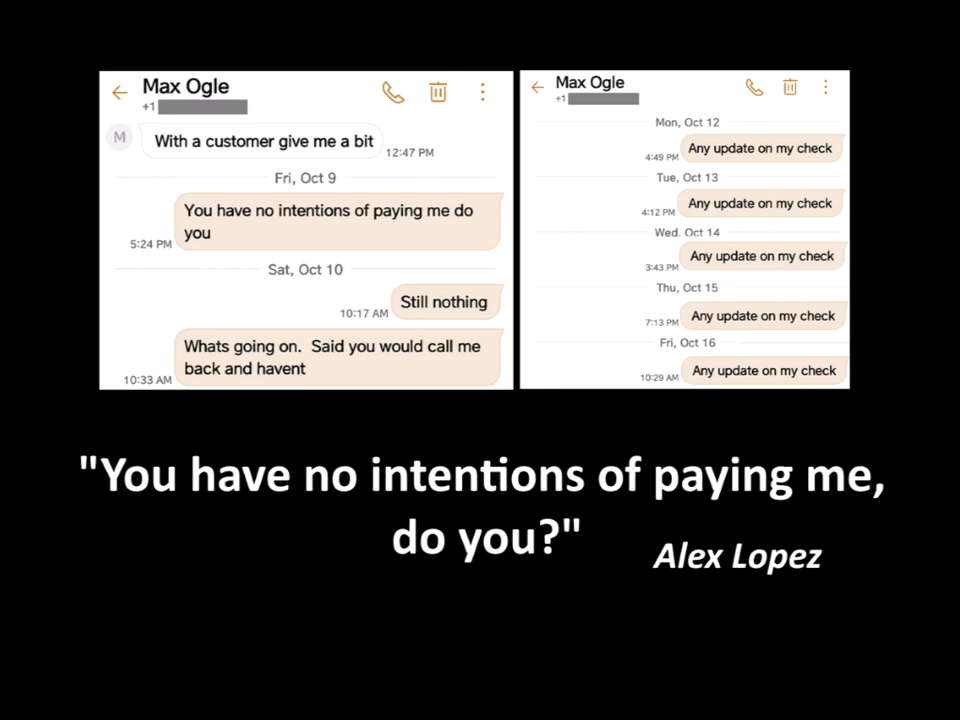 Max Ogle
+1
M
With a customer give me a bit
12:47 PM
Fri, Oct 9
You have no intentions of paying me do
you
5:24 PM
Sat, Oct 10
Still nothing
10:17 AM
Whats going on. Said you would call me
back and havent
10:33 AM
Max Ogle
+1
Mon, Oct 12
Any update on my check
4:49 PM
Tue, Oct 13
Any update on my check
4:12 PM
Wed, Oct 14
Any update on my check
3:43 PM
Thu, Oct 15
Any update on my check
7:13 PM
Fri, Oct 16
Any update on my check
10:29 AM
"You have no intentions of paying me,
do you?"
Alex Lopez